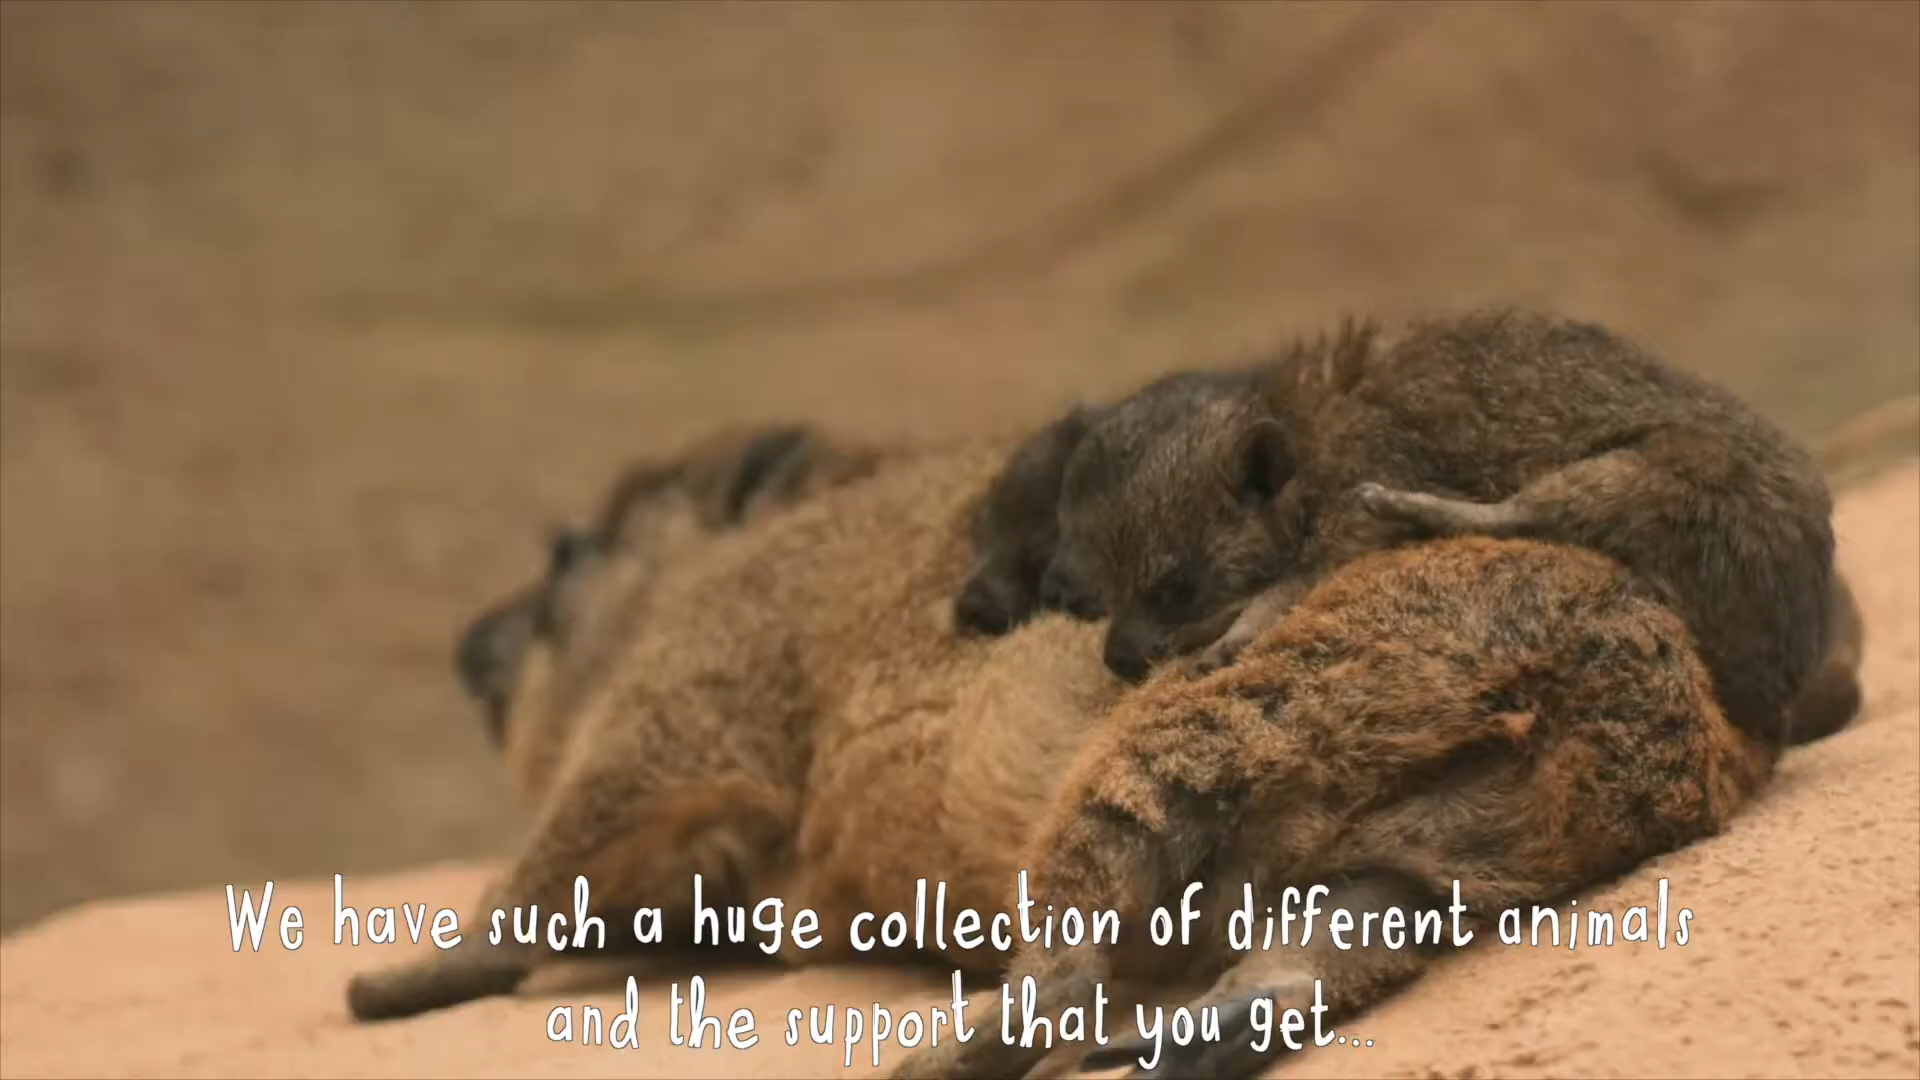 We have such a huge collection of different animals
and the support that you get...